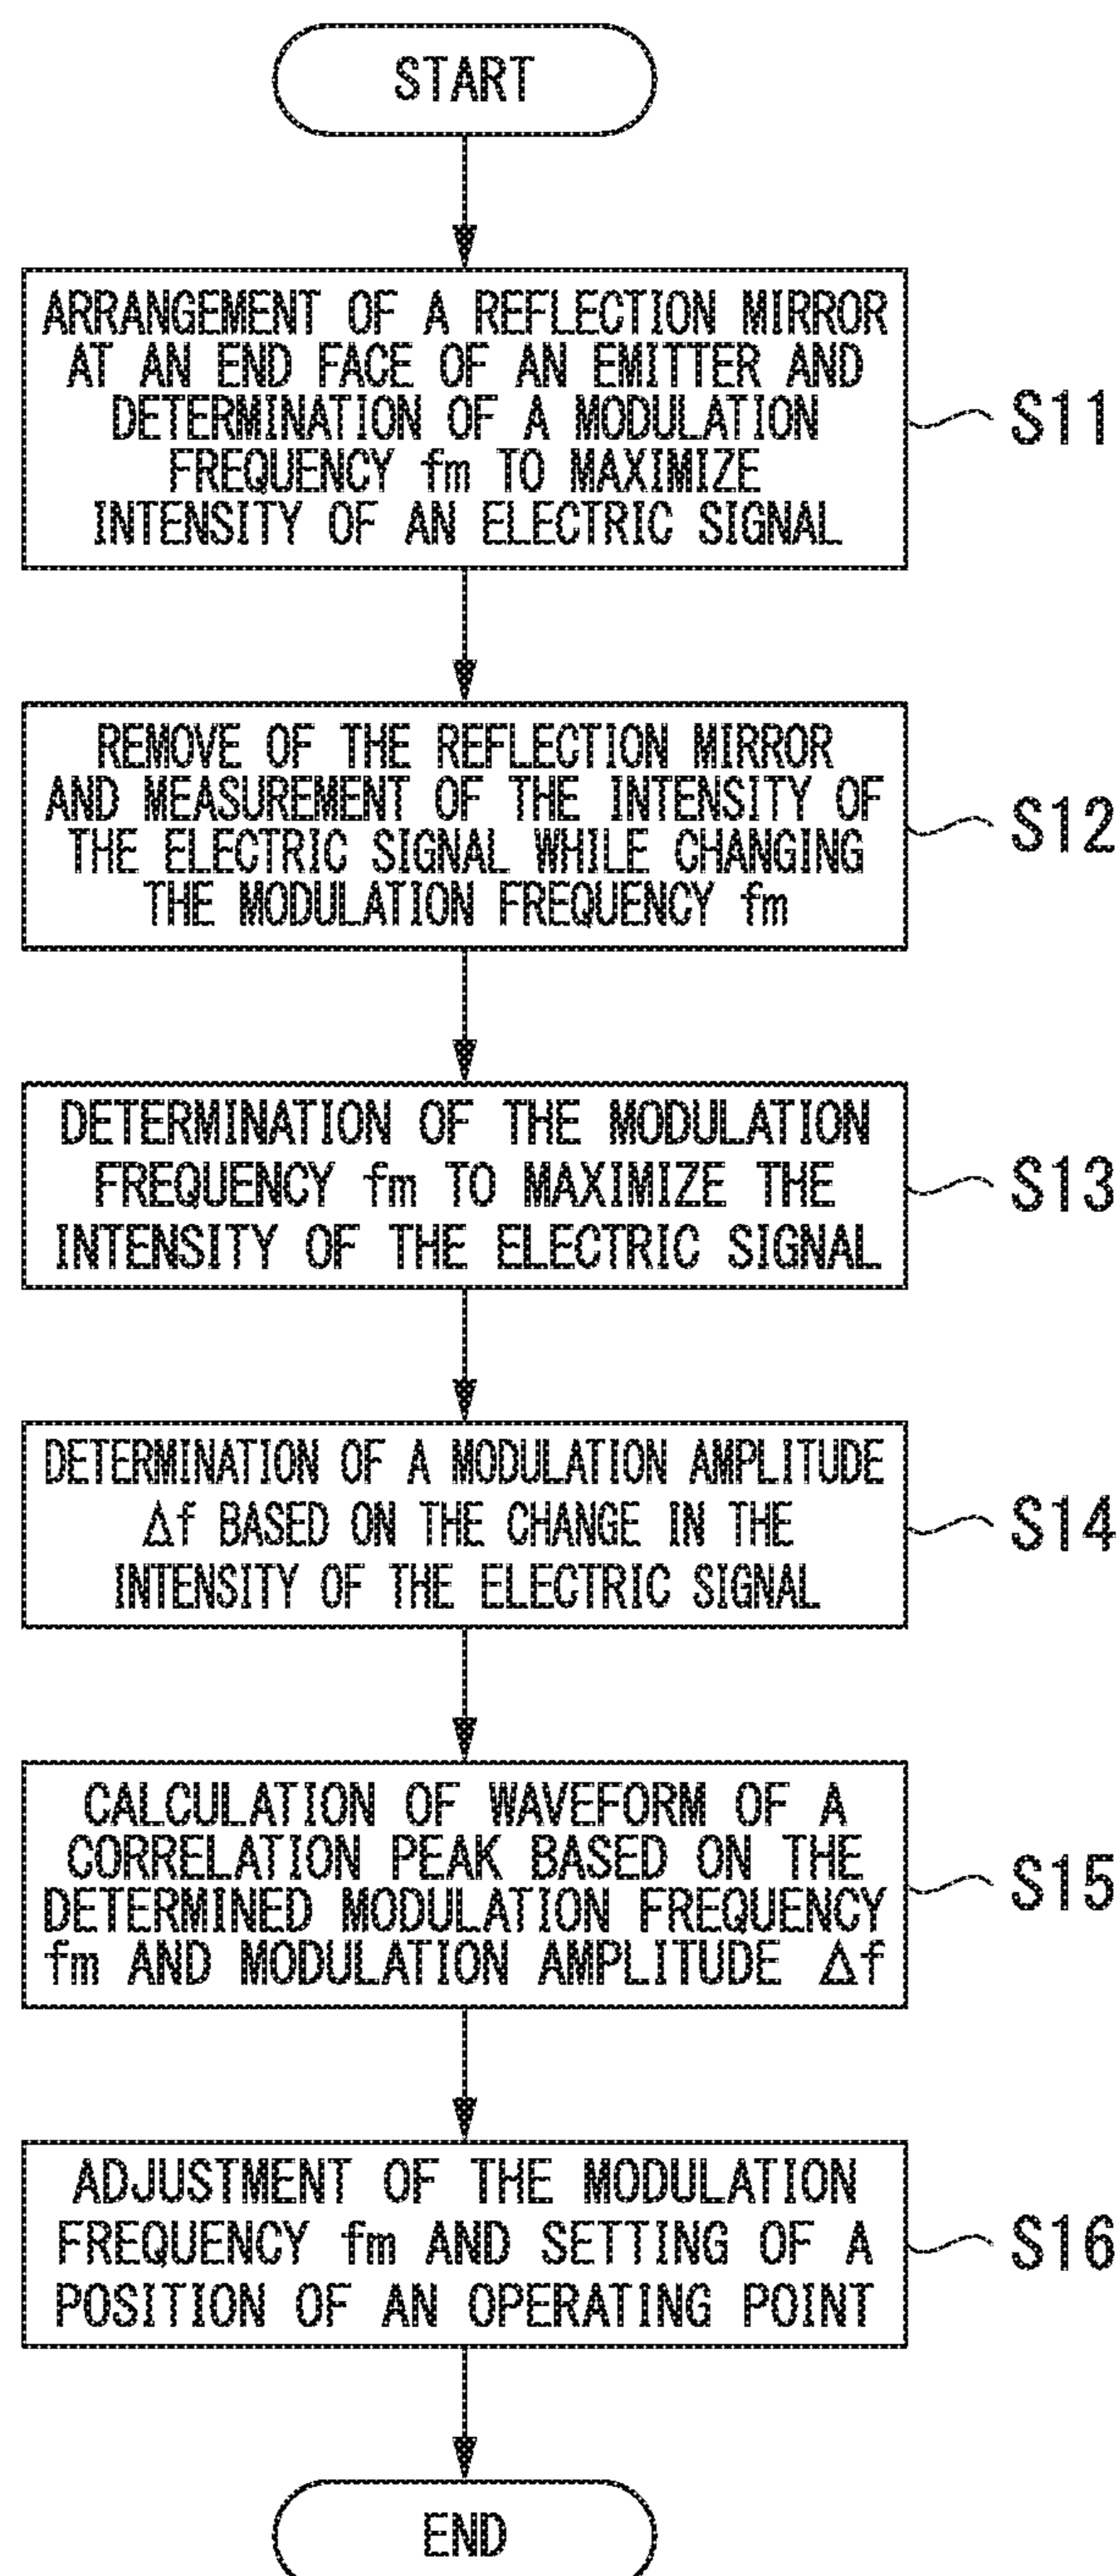 START
ARRANGEMENT OF A REFLECTION MIRROR
AT AN END FACE OF AN EMITTER AND
DETERMINATION OF A MODULATION
FREQUENCY fm TO MAXIMIZE
INTENSITY OF AN ELECTRIC SIGNAL
S11
REMOVE OF THE REFLECTION MIRROR
AND MEASUREMENT OF THE INTENSITY OF
THE ELECTRIC SIGNAL WHILE CHANGING
THE MODULATION FREQUENCY fm
S12
DETERMINATION OF THE MODULATION
FREQUENCY fm TO MAXIMIZE THE
INTENSITY OF THE ELECTRIC SIGNAL
S13
DETERMINATION OF A MODULATION AMPLITUDE
Δf BASED ON THE CHANGE IN THE
INTENSITY OF THE ELECTRIC SIGNAL
S14
CALCULATION OF WAVEFORM OF A
CORRELATION PEAK BASED ON THE
DETERMINED MODULATION FREQUENCY
fm AND MODULATION AMPLITUDE Δf
S15
ADJUSTMENT OF THE MODULATION
FREQUENCY fm AND SETTING OF A
POSITION OF AN OPERATING POINT
S16
END